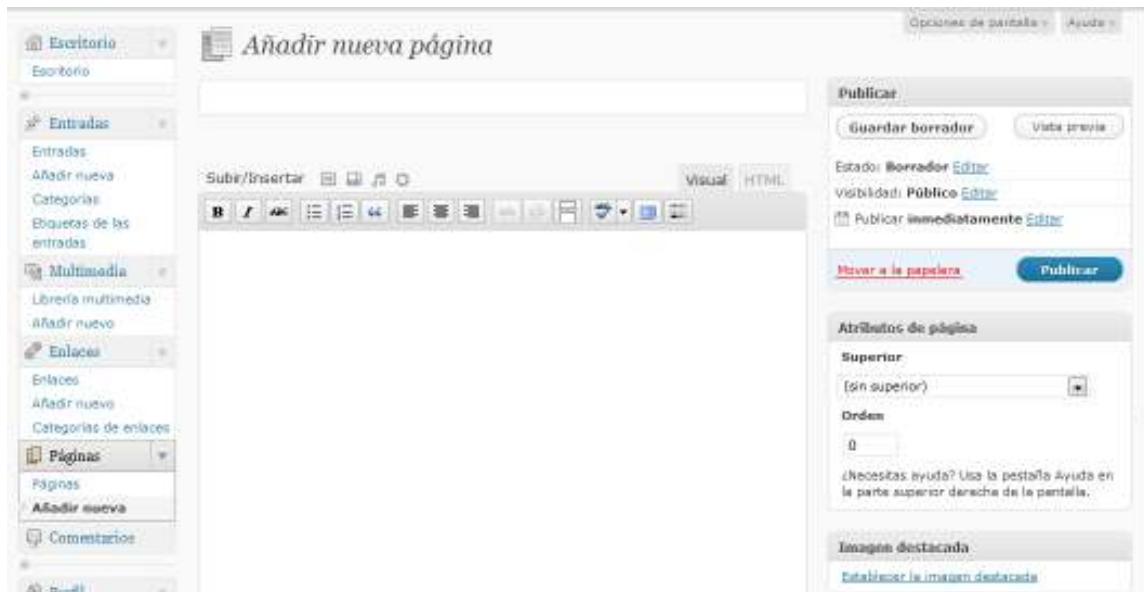 Opciones de pantalla
Ayuda
Escritorio
Escritorio
Entradas
Entradas
Añadir nueva
Categorías
Etiquetas de las
entradas
Multimedia
Librería multimedia
Añadir nuevo
Enlaces
Enlaces
Añadir nuevo
Categorías de enlaces
Páginas
Páginas
Añadir nueva
Comentarios
Perfil
Añadir nueva página
Subir/Insertar
Visual HTML
B I ABC
Publicar
Guardar borrador Vista previa
Estado: Borrador Editar
Visibilidad: Público Editar
Publicar inmediatamente Editar
Mover a la papelera Publicar
Atributos de página
Superior
(sin superior)
Orden
0
¿Necesitas ayuda? Usa la pestaña Ayuda en
la parte superior derecha de la pantalla.
Imagen destacada
Establecer la imagen destacada